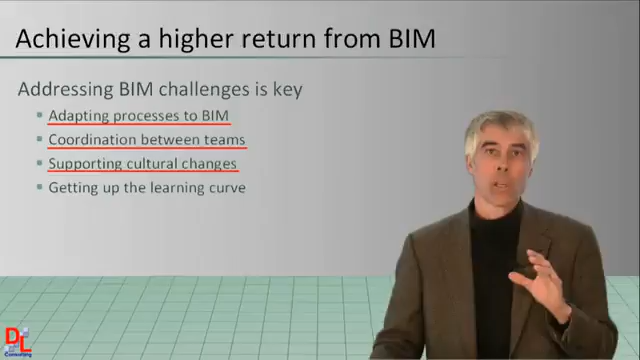 Achieving a higher return from BIM
Addressing BIM challenges is key
Adapting processes to BIM
Coordination between teams
Supporting cultural changes
Getting up the learning curve
DL
Consulting